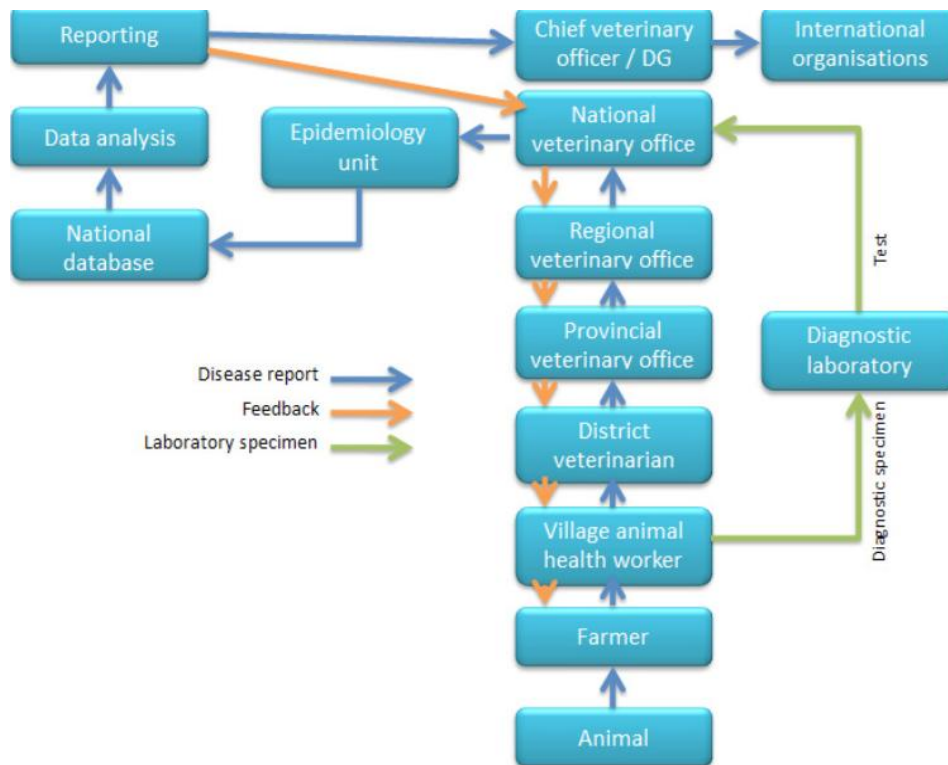 Reporting
Chief veterinary
officer / DG
International
organisations
Data analysis
Epidemiology
unit
National
veterinary office
National
database
Regional
veterinary office
Test
Provincial
veterinary office
Diagnostic
laboratory
Disease report
Feedback
Laboratory specimen
District
veterinarian
Diagnostic specimen
Village animal
health worker
Farmer
Animal